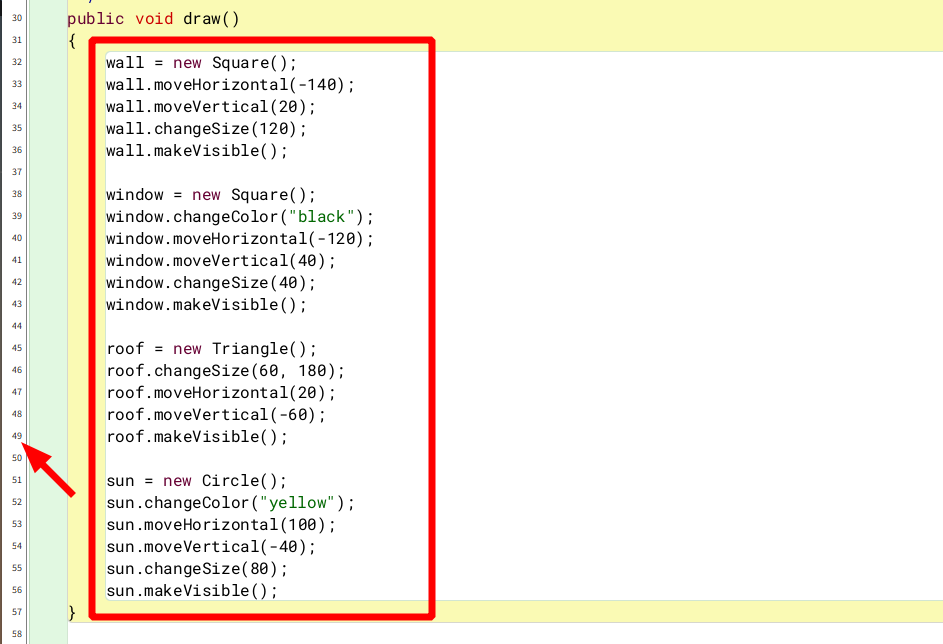 30 public void draw()
31 {
32 wall = new Square();
33 wall.moveHorizontal(-140);
34 wall.moveVertical(20);
35 wall.changeSize(120);
36 wall.makeVisible();
37
38 window = new Square();
39 window.changeColor("black");
40 window.moveHorizontal(-120);
41 window.moveVertical(40);
42 window.changeSize(40);
43 window.makeVisible();
44
45 roof = new Triangle();
46 roof.changeSize(60, 180);
47 roof.moveHorizontal(20);
48 roof.moveVertical(-60);
49 roof.makeVisible();
50
51 sun = new Circle();
52 sun.changeColor("yellow");
53 sun.moveHorizontal(100);
54 sun.moveVertical(-40);
55 sun.changeSize(80);
56 sun.makeVisible();
57 }
58